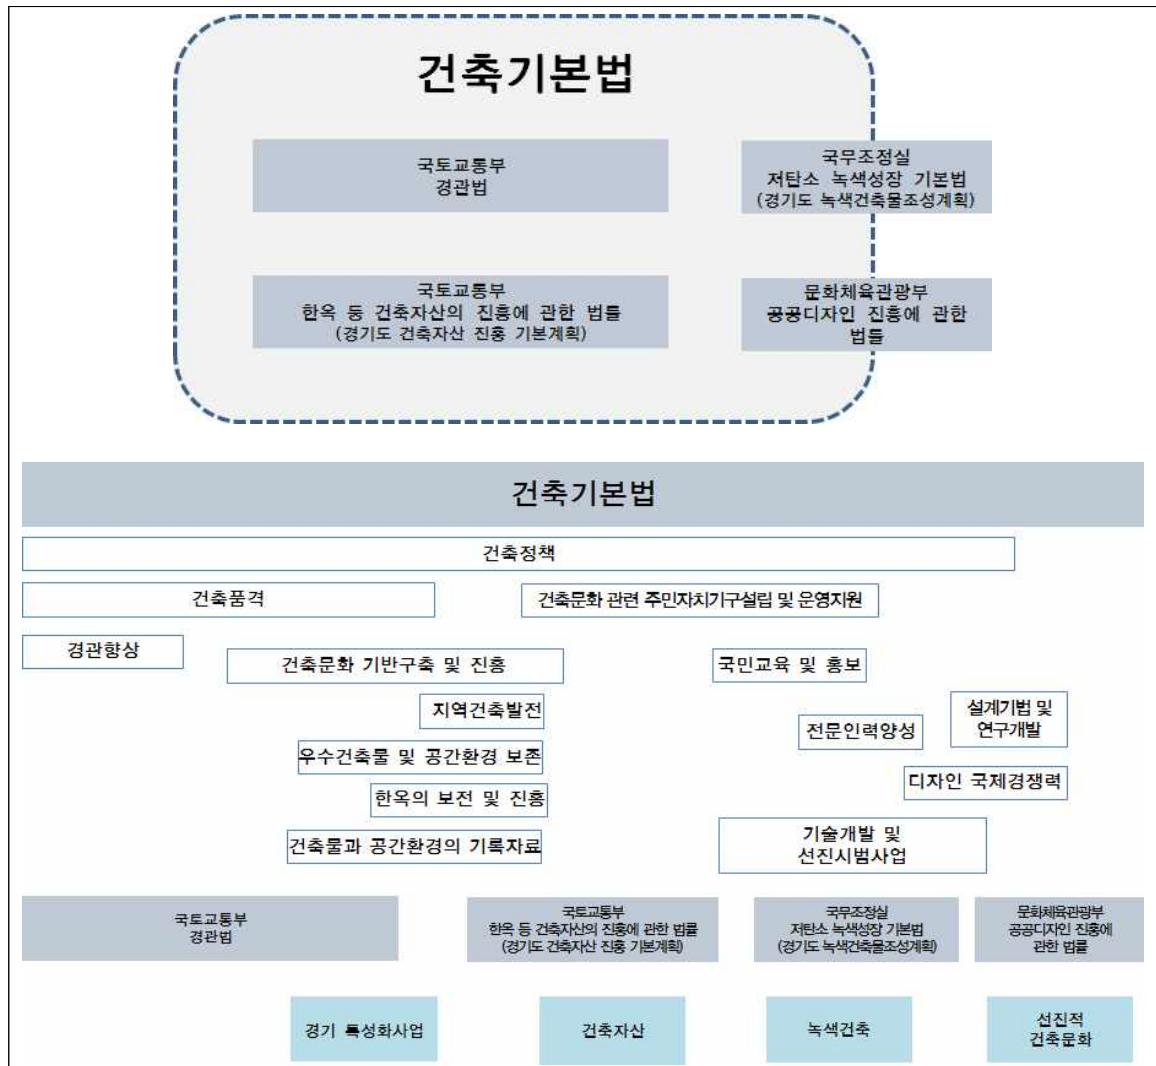 건축기본법
국토교통부
경관법
국무조정실
저탄소 녹색성장 기본법
(경기도 녹색건축물조성계획)
국토교통부
한옥 등 건축자산의 진흥에 관한 법률
(경기도 건축자산 진흥 기본계획)
문화체육관광부
공공디자인 진흥에 관한
법률
건축기본법
건축정책
건축품격
건축문화 관련 주민자치기구설립 및 운영지원
경관향상
건축문화 기반구축 및 진흥
국민교육 및 홍보
지역건축발전
설계기법 및
연구개발
전문인력양성
우수건축물 및 공간환경 보존
디자인 국제경쟁력
한옥의 보전 및 진흥
건축물과 공간환경의 기록자료
기술개발 및
선진시범사업
국토교통부
경관법
국토교통부
한옥 등 건축자산의 진흥에 관한 법률
(경기도 건축자산 진흥 기본계획)
국무조정실
저탄소 녹색성장 기본법
(경기도 녹색건축물조성계획)
문화체육관광부
공공디자인 진흥에
관한 법률
경기 특성화사업
건축자산
녹색건축
선진적
건축문화